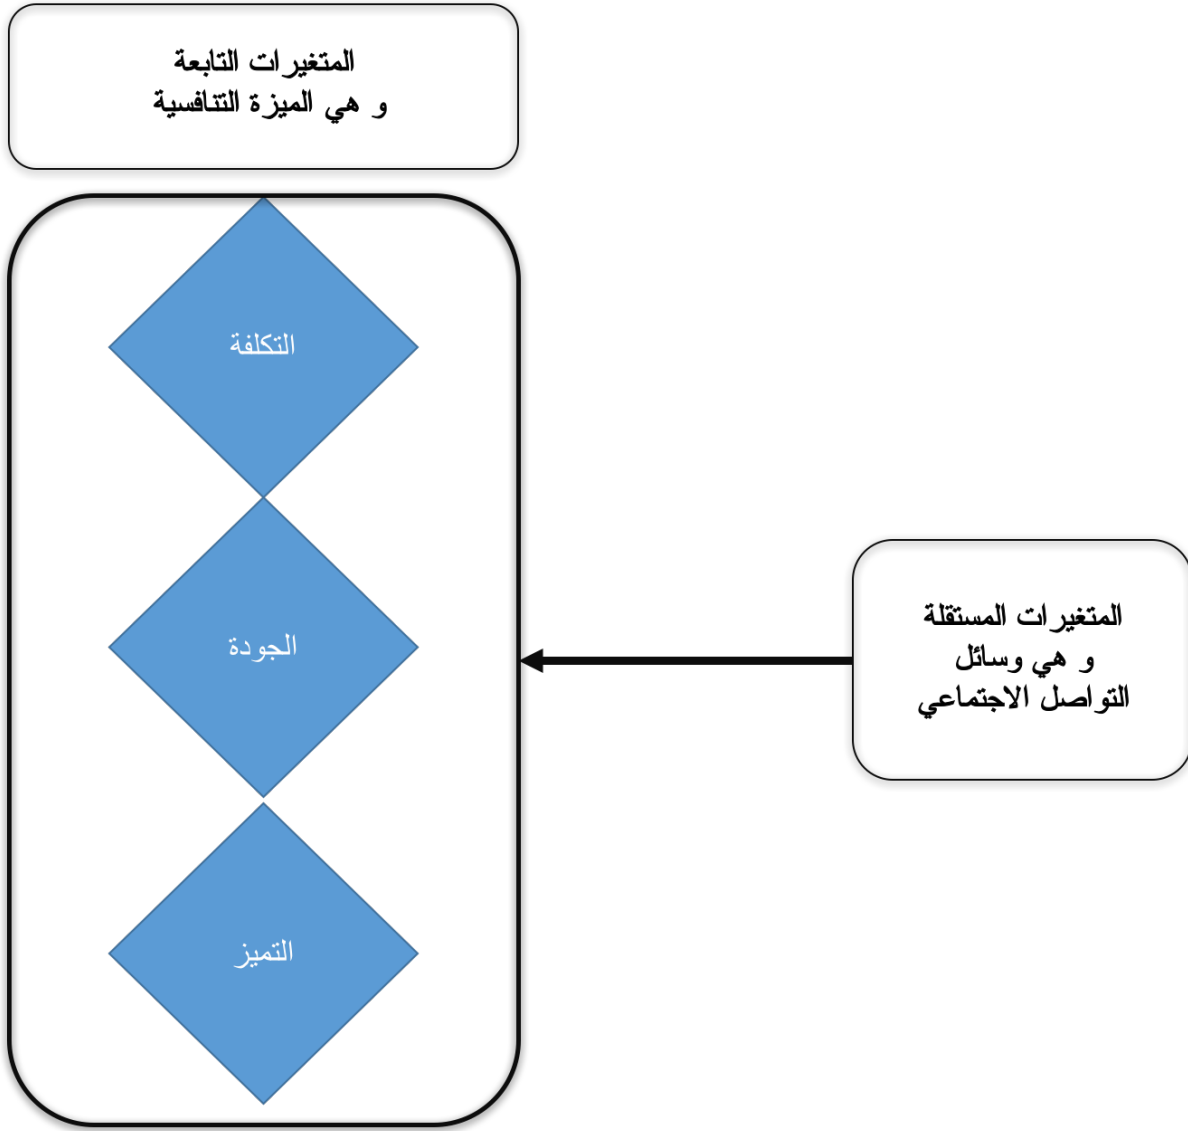 المتغيرات التابعة
و هي الميزة التنافسية
التكلفة
الجودة
التميز
المتغيرات المستقلة
و هي وسائل
التواصل الاجتماعي